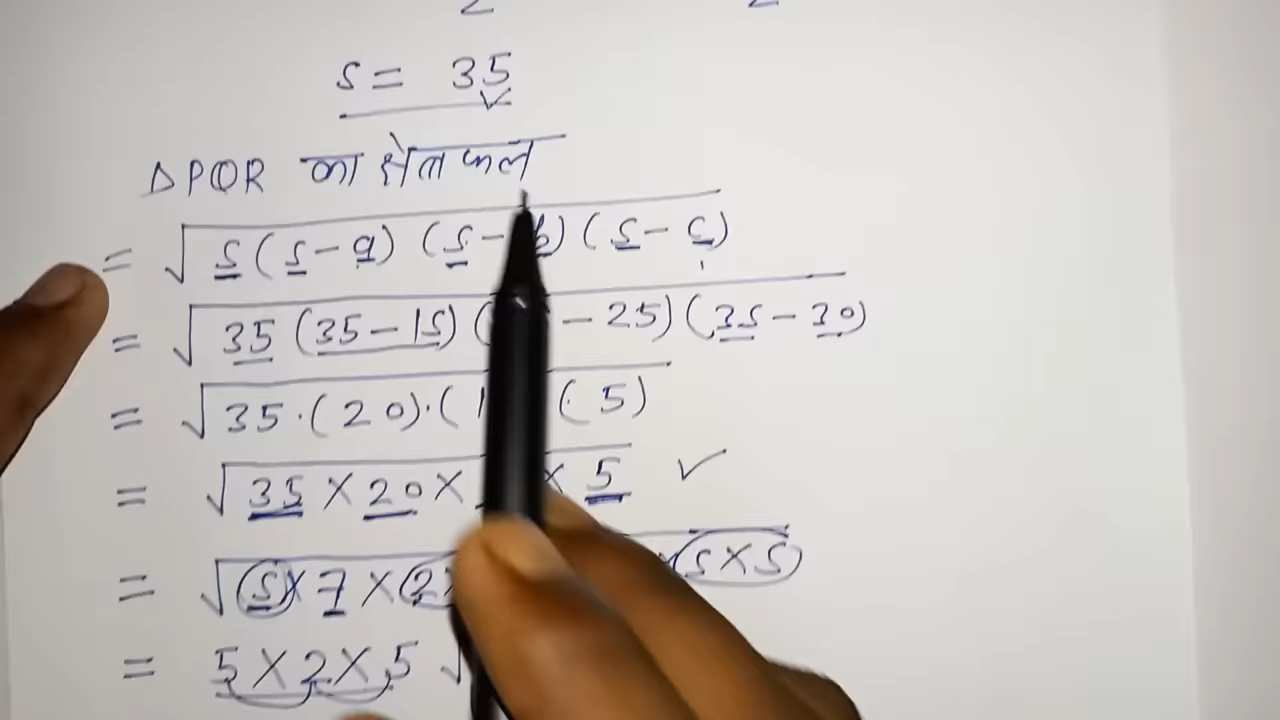 s = 35
ΔPQR का क्षेत्रफल
= √s(s-a) (s-b) (s-c)
= √35 (35-15) ( -25) (35-30)
= √35·(20)·( (5)
= √35 × 20 × × 5 ✓
= √5 × 7 × 2 5×5
= 5×2×5 √